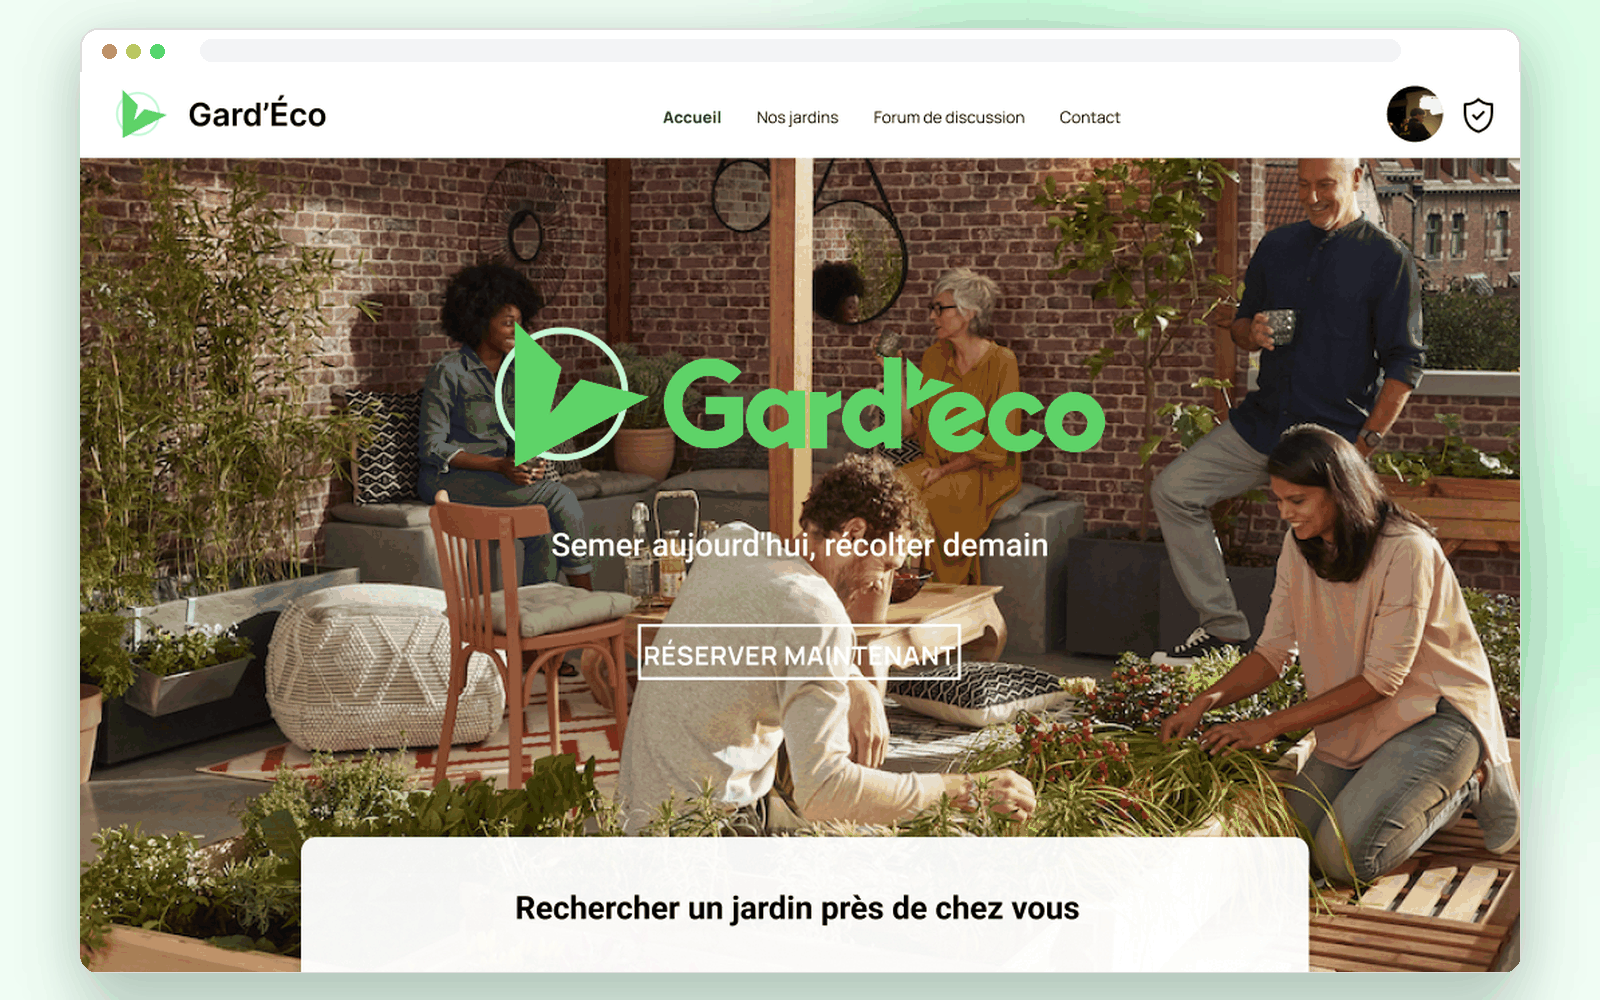 Gard’Éco
Accueil Nos jardins Forum de discussion Contact
Gard'eco
Semer aujourd'hui, récolter demain
RÉSERVER MAINTENANT
Rechercher un jardin près de chez vous